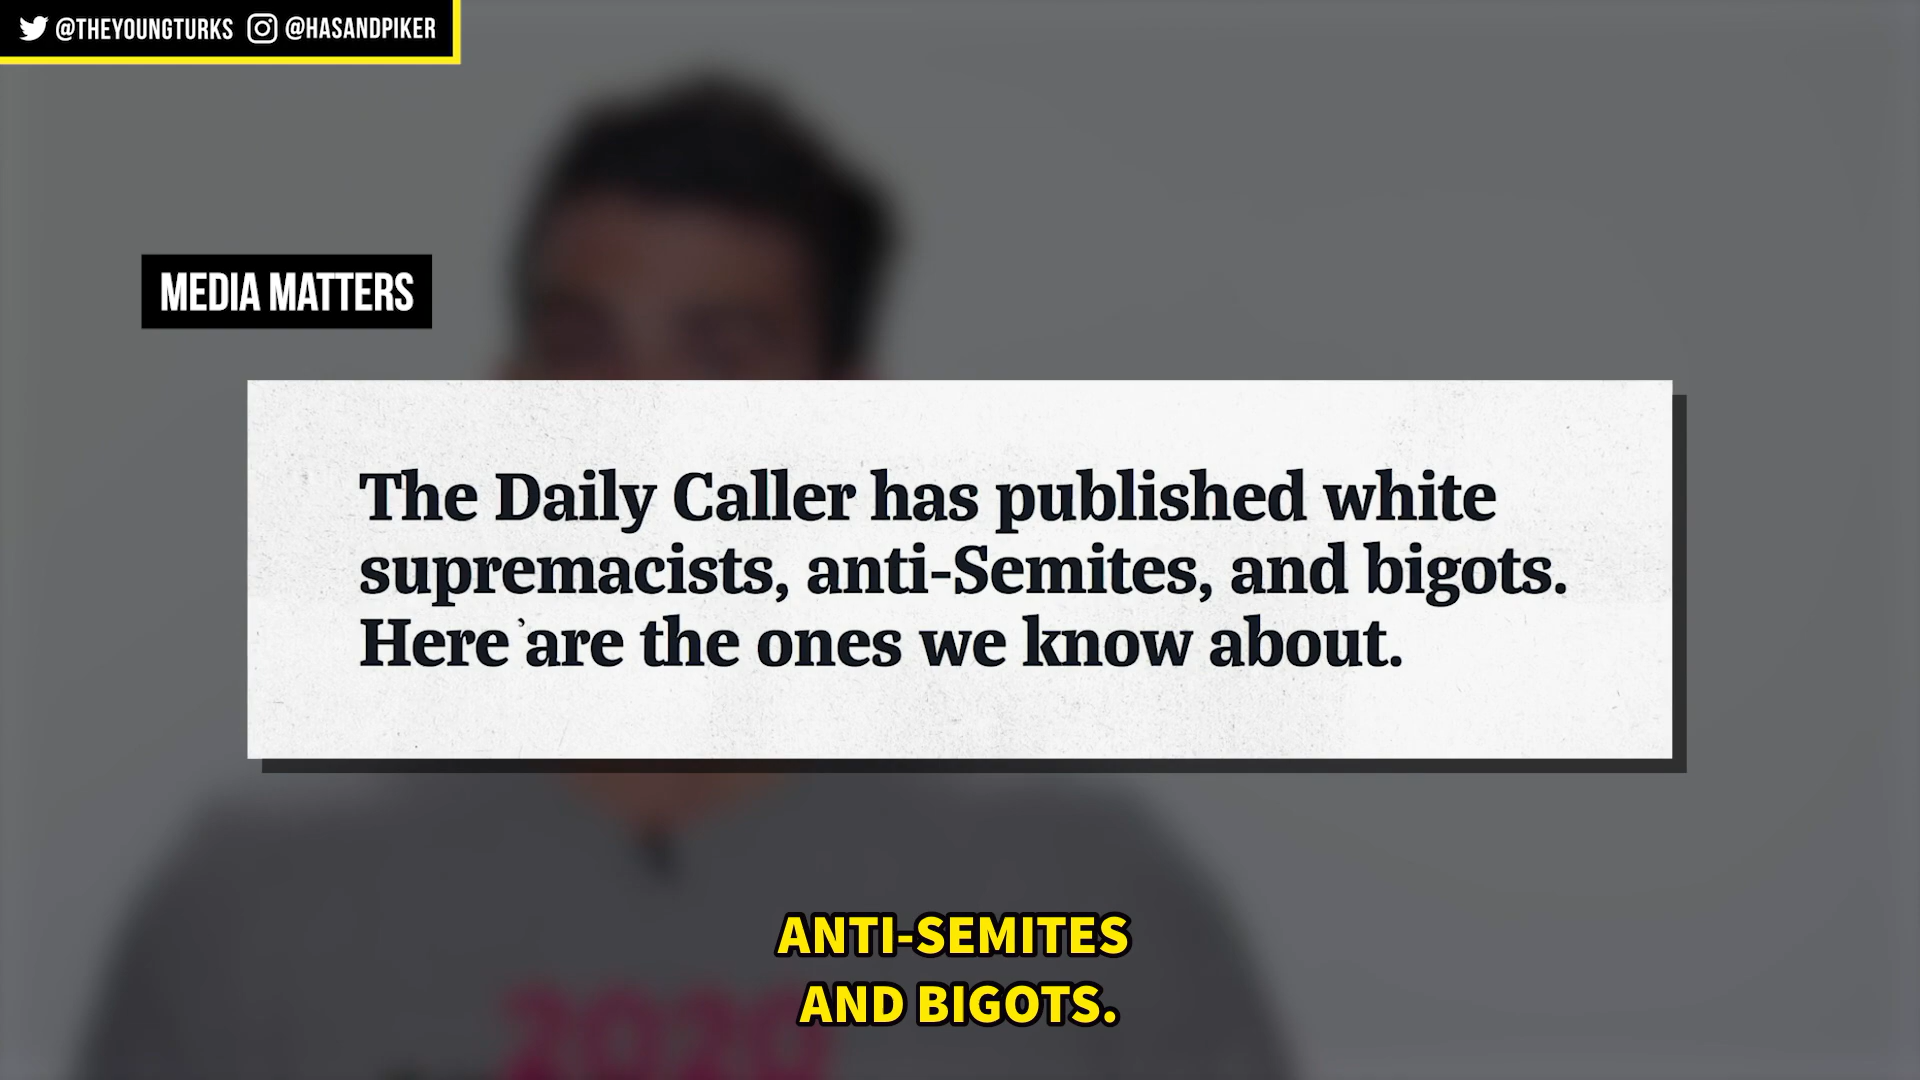 @THEYOUNGTURKS @HASANDPIKER
MEDIA MATTERS
The Daily Caller has published white
supremacists, anti-Semites, and bigots.
Here are the ones we know about.
ANTI-SEMITES
AND BIGOTS.
2020